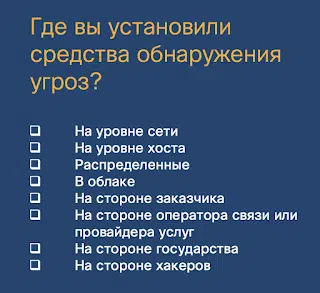 Где вы установили
средства обнаружения
угроз?
❑ На уровне сети
❑ На уровне хоста
❑ Распределенные
❑ В облаке
❑ На стороне заказчика
❑ На стороне оператора связи или
провайдера услуг
❑ На стороне государства
❑ На стороне хакеров